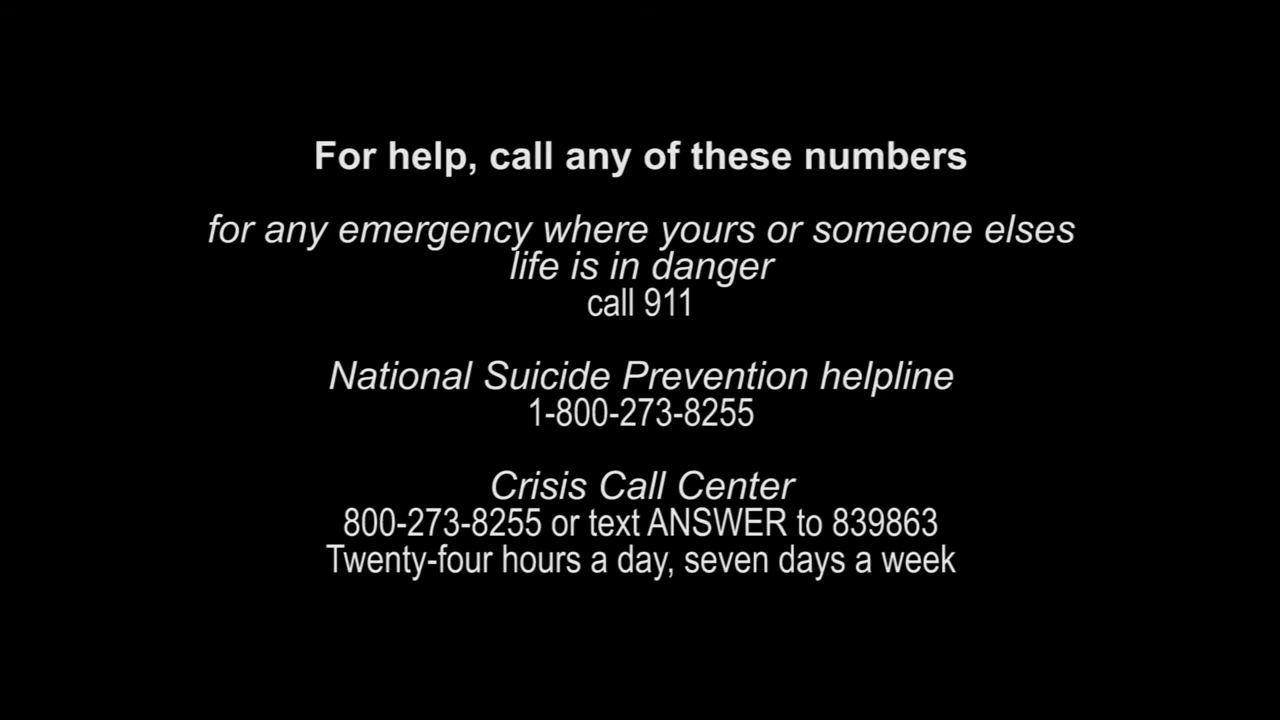 For help, call any of these numbers
for any emergency where yours or someone elses
life is in danger
call 911
National Suicide Prevention helpline
1-800-273-8255
Crisis Call Center
800-273-8255 or text ANSWER to 839863
Twenty-four hours a day, seven days a week